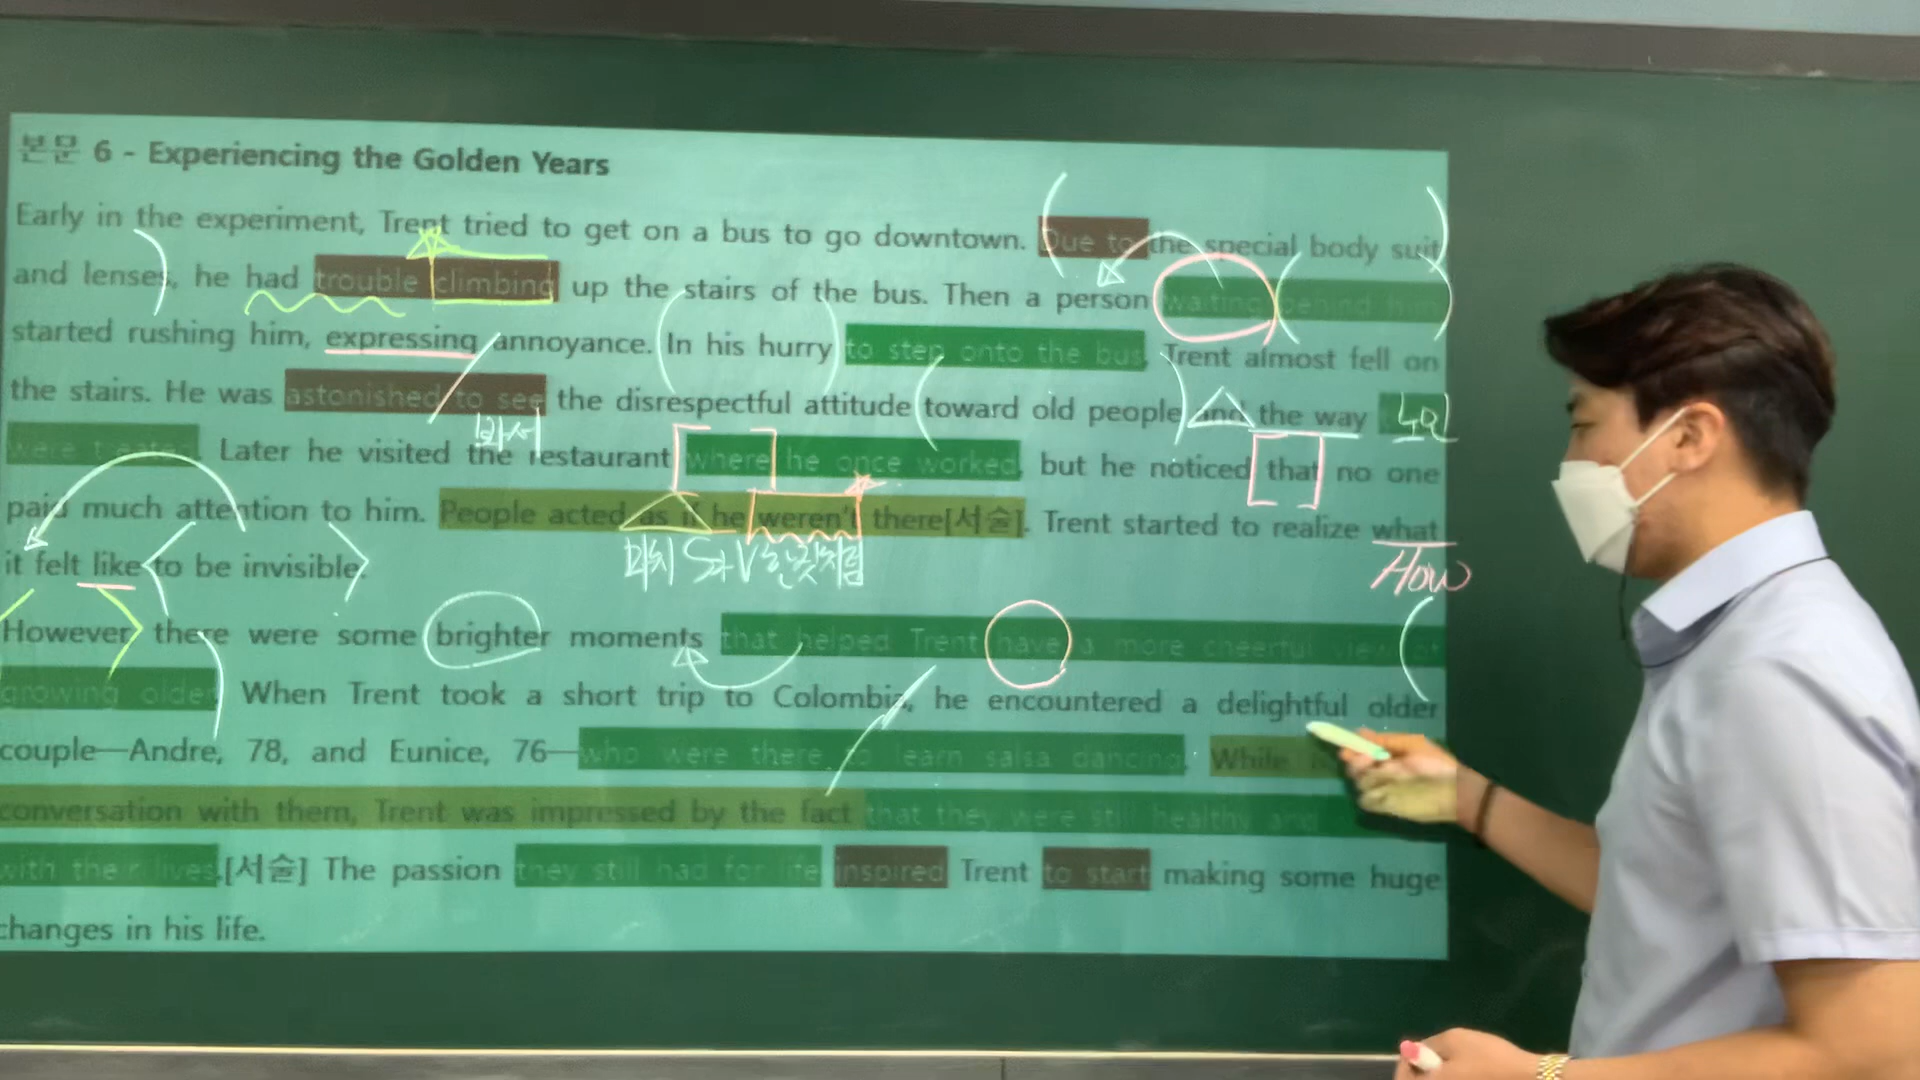 본문 6 - Experiencing the Golden Years
Early in the experiment, Trent tried to get on a bus to go downtown. Due to the special body suit
and lenses, he had trouble climbing up the stairs of the bus. Then a person waiting behind him
started rushing him, expressing annoyance. In his hurry to step onto the bus, Trent almost fell on
the stairs. He was astonished to see the disrespectful attitude toward old people and the way 노인
봐서
were treated. Later he visited the restaurant where he once worked, but he noticed that no one
paid much attention to him. People acted as if he weren't there[서술]. Trent started to realize what
마치 S가 V한것처럼
How
it felt like to be invisible.
However, there were some brighter moments that helped Trent have a more cheerful view of
growing older. When Trent took a short trip to Colombia, he encountered a delightful older
couple—Andre, 78, and Eunice, 76—who were there to learn salsa dancing. While
conversation with them, Trent was impressed by the fact that they were still healthy and
with their lives.[서술] The passion they still had for life inspired Trent to start making some huge
changes in his life.